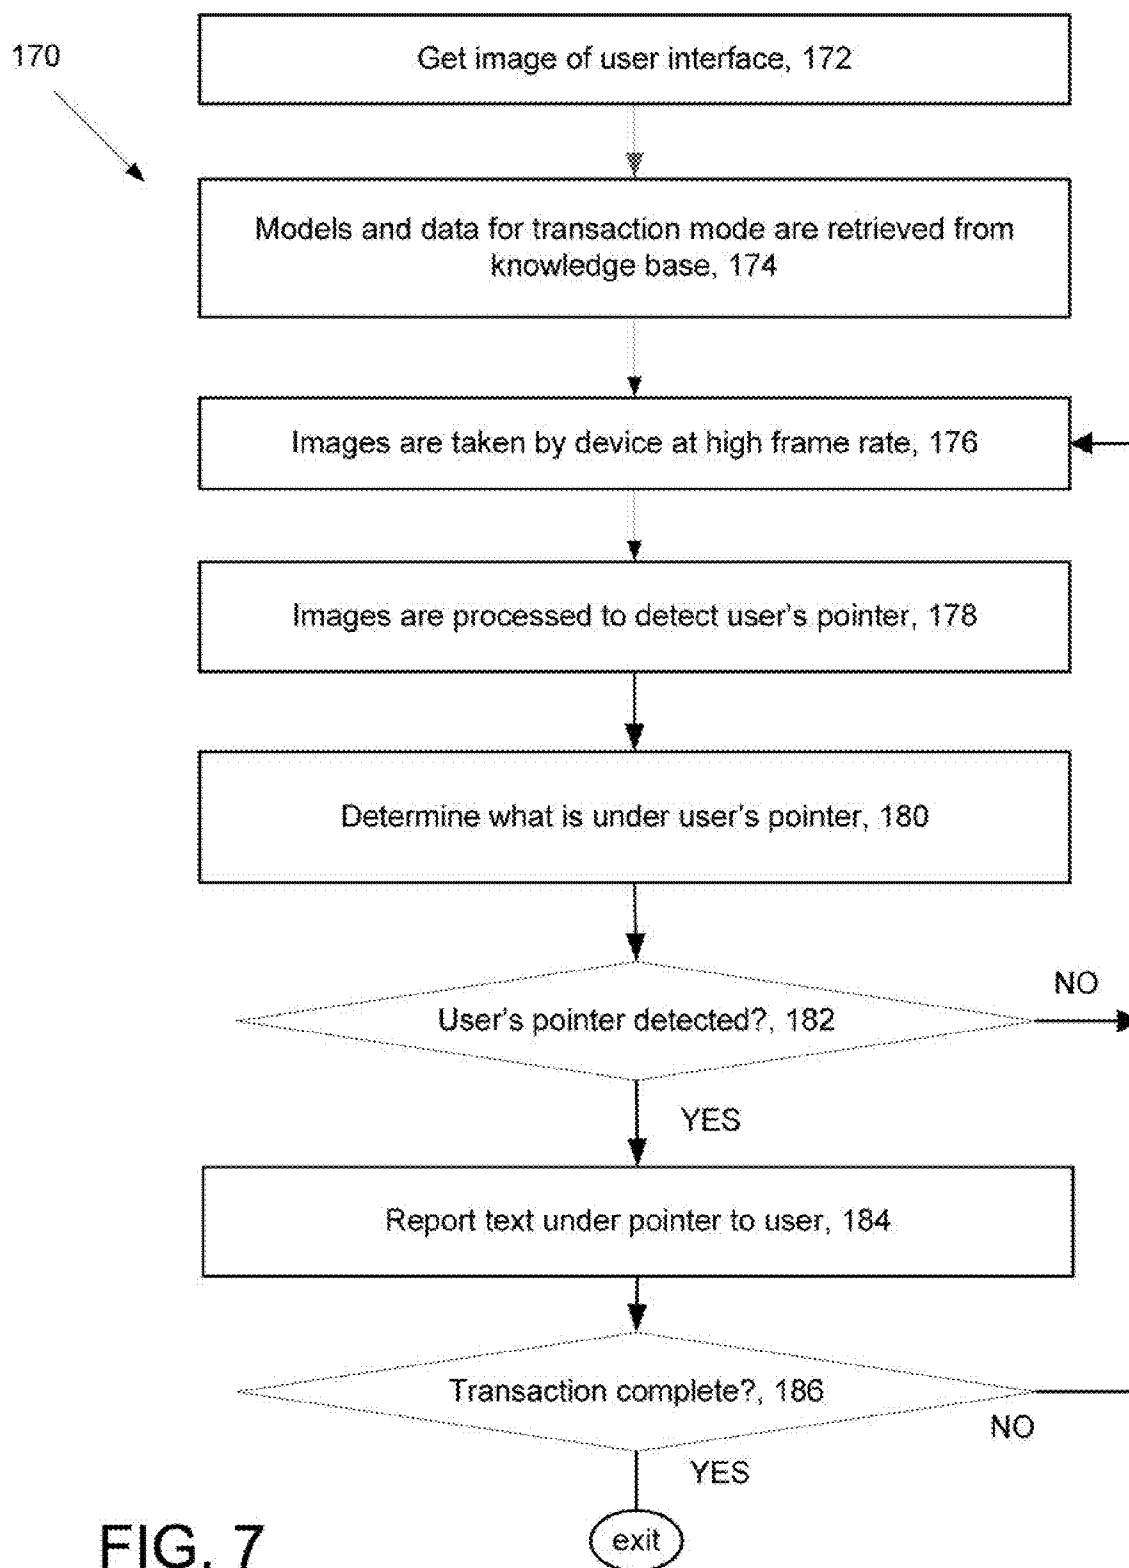 170
Get image of user interface, 172
Models and data for transaction mode are retrieved from
knowledge base, 174
Images are taken by device at high frame rate, 176
Images are processed to detect user's pointer, 178
Determine what is under user's pointer, 180
User's pointer detected?, 182
NO
YES
Report text under pointer to user, 184
Transaction complete?, 186
NO
YES
exit
FIG. 7